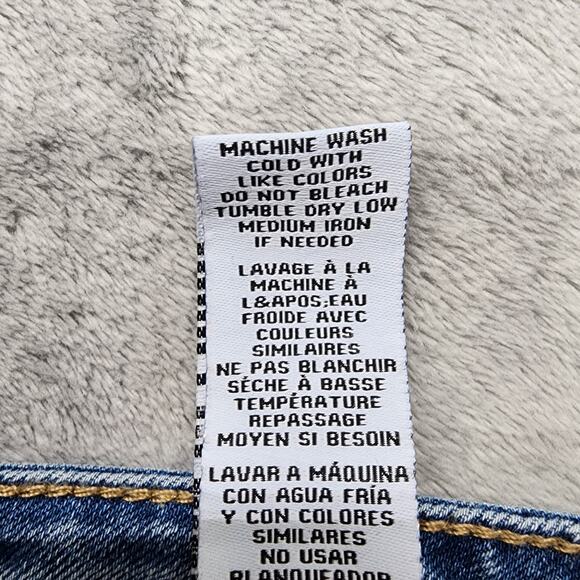 MACHINE WASH
COLD WITH
LIKE COLORS
DO NOT BLEACH
TUMBLE DRY LOW
MEDIUM IRON
IF NEEDED
LAVAGE À LA
MACHINE À
L&APOS;EAU
FROIDE AVEC
COULEURS
SIMILAIRES
NE PAS BLANCHIR
SÉCHE À BASSE
TEMPÉRATURE
REPASSAGE
MOYEN SI BESOIN
LAVAR A MÁQUINA
CON AGUA FRÍA
Y CON COLORES
SIMILARES
NO USAR
BLANQUEADOR